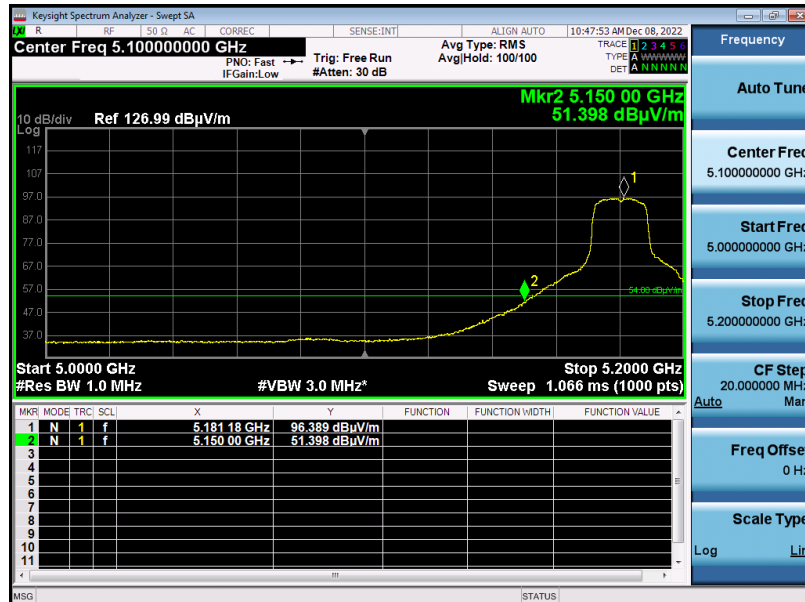 Keysight Spectrum Analyzer - Swept SA
R RF 50 Ω AC CORREC SENSE:INT ALIGN AUTO 10:47:53 AM Dec 08, 2022
Center Freq 5.100000000 GHz
PNO: Fast
IFGain:Low
Trig: Free Run
#Atten: 30 dB
Avg Type: RMS
Avg|Hold: 100/100
TRACE 1 2 3 4 5 6
TYPE A W W W W W
DET A N N N N N
Mkr2 5.150 00 GHz
51.398 dBµV/m
10 dB/div Ref 126.99 dBµV/m
Log
117
107
97.0
87.0
77.0
67.0
57.0
47.0
37.0
1
2
54.00 dBµV/m
Start 5.0000 GHz Stop 5.2000 GHz
#Res BW 1.0 MHz #VBW 3.0 MHz* Sweep 1.066 ms (1000 pts)
MKR MODE TRC SCL X Y FUNCTION FUNCTION WIDTH FUNCTION VALUE
1 N 1 f 5.181 18 GHz 96.389 dBµV/m
2 N 1 f 5.150 00 GHz 51.398 dBµV/m
3
4
5
6
7
8
9
10
11
MSG STATUS
Frequency
Auto Tune
Center Freq
5.100000000 GHz
Start Freq
5.000000000 GHz
Stop Freq
5.200000000 GHz
CF Step
20.000000 MHz
Auto Man
Freq Offset
0 Hz
Scale Type
Log Lin